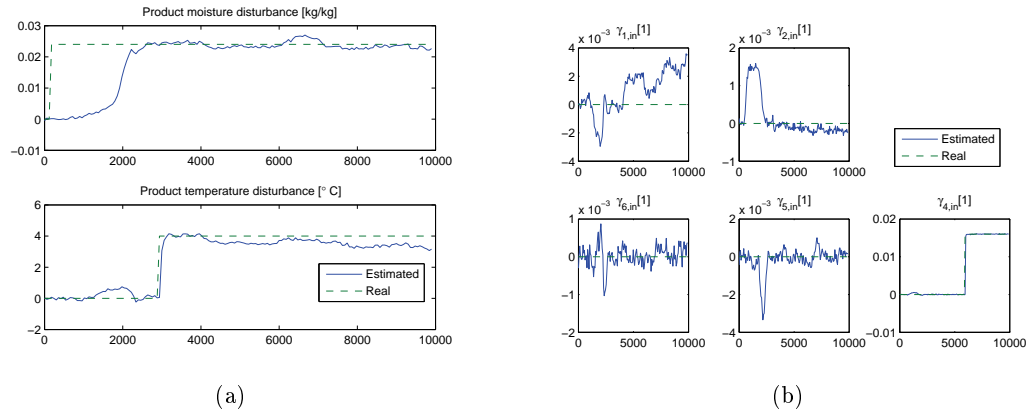 Product moisture disturbance [kg/kg]
0.03
0.02
0.01
0
−0.01
0 2000 4000 6000 8000 10000
Product temperature disturbance [° C]
6
4
2
0
−2
Estimated
Real
0 2000 4000 6000 8000 10000
(a)
x 10⁻³ γ1,in[1]
4
2
0
−2
−4
0 5000 10000
x 10⁻³ γ2,in[1]
2
1
0
−1
0 5000 10000
Estimated
Real
x 10⁻³ γ6,in[1]
1
0
−1
−2
0 5000 10000
x 10⁻³ γ5,in[1]
2
0
−2
−4
0 5000 10000
γ4,in[1]
0.02
0.01
0
−0.01
0 5000 10000
(b)